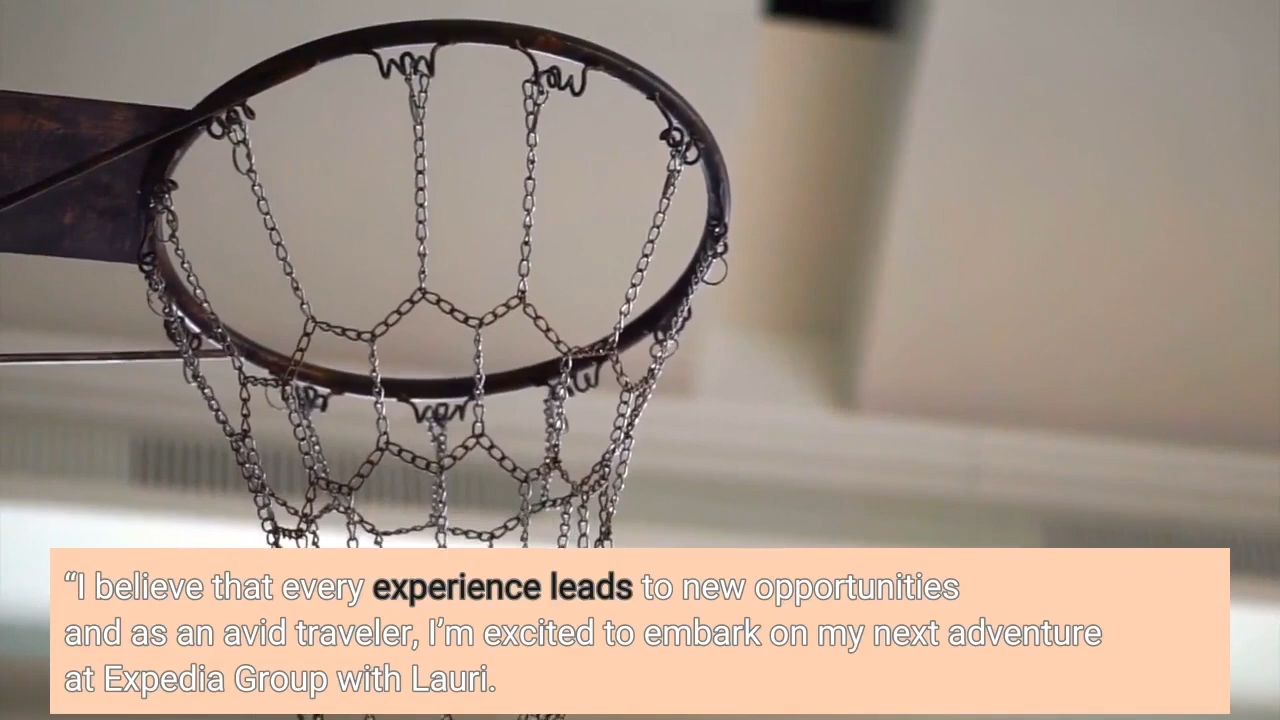 “I believe that every experience leads to new opportunities
and as an avid traveler, I’m excited to embark on my next adventure
at Expedia Group with Lauri.